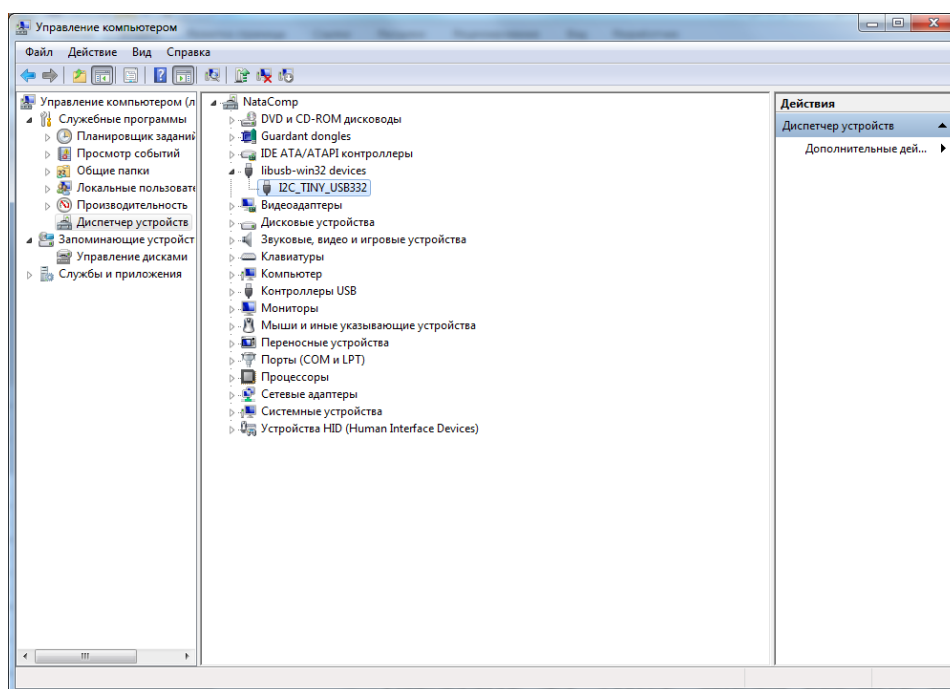 Управление компьютером
Файл Действие Вид Справка
Управление компьютером (л
Служебные программы
Планировщик заданий
Просмотр событий
Общие папки
Локальные пользовате
Производительность
Диспетчер устройств
Запоминающие устройст
Управление дисками
Службы и приложения
NataComp
DVD и CD-ROM дисководы
Guardant dongles
IDE ATA/ATAPI контроллеры
libusb-win32 devices
I2C_TINY_USB332
Видеоадаптеры
Дисковые устройства
Звуковые, видео и игровые устройства
Клавиатуры
Компьютер
Контроллеры USB
Мониторы
Мыши и иные указывающие устройства
Переносные устройства
Порты (COM и LPT)
Процессоры
Сетевые адаптеры
Системные устройства
Устройства HID (Human Interface Devices)
Действия
Диспетчер устройств
Дополнительные дей...